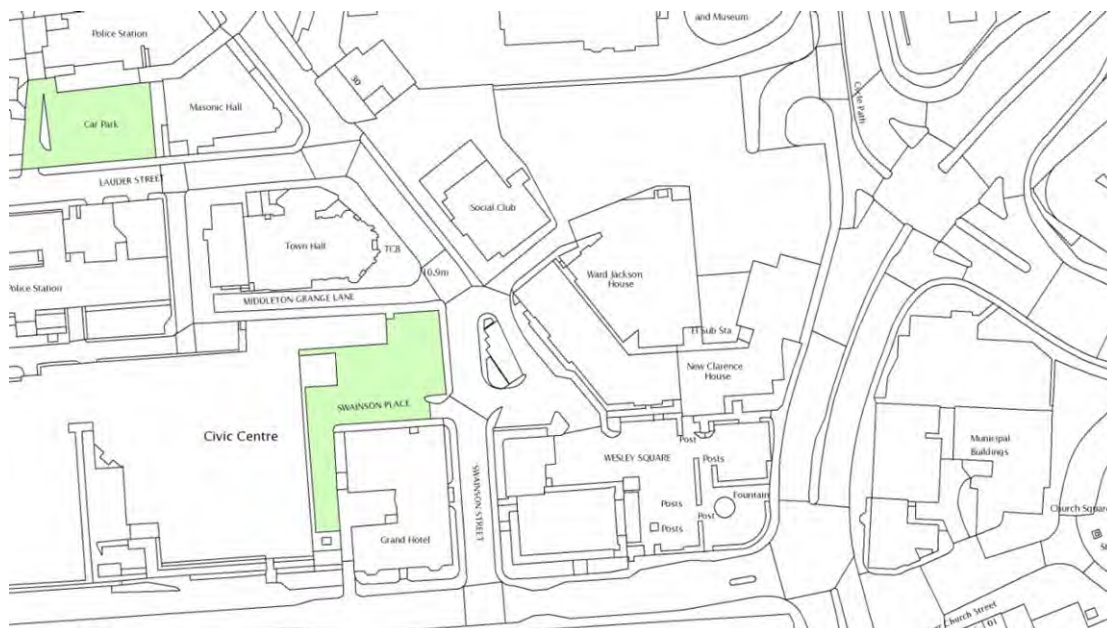 and Museum
Police Station
30
Cycle Path
Masonic Hall
Car Park
LAUDER STREET
Social Club
Town Hall
TCB
10.9m
Ward Jackson
House
Police Station
MIDDLETON GRANGE LANE
El Sub Sta
New Clarence
House
SWAINSON PLACE
Civic Centre
Post
Municipal
Buildings
WESLEY SQUARE
Posts
SWAINSON STREET
Fountain
Posts
Post
Church Square
Posts
Grand Hotel
Church Street
10